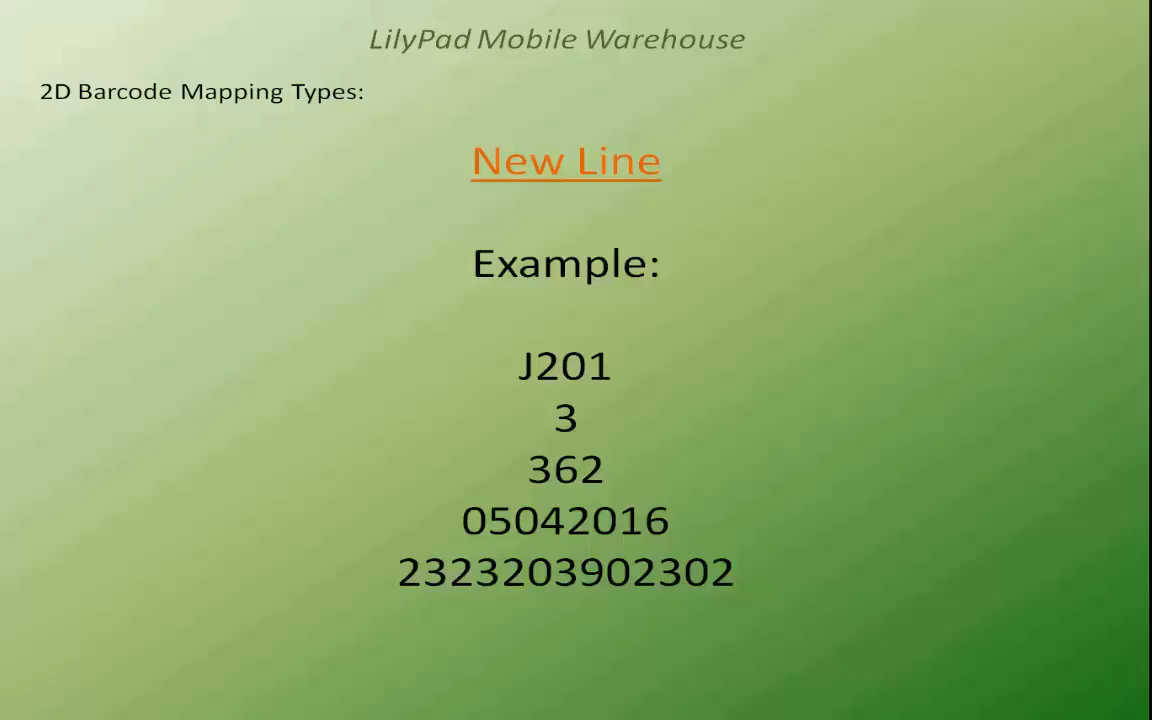 LilyPad Mobile Warehouse
2D Barcode Mapping Types:
New Line
Example:
J201
3
362
05042016
2323203902302